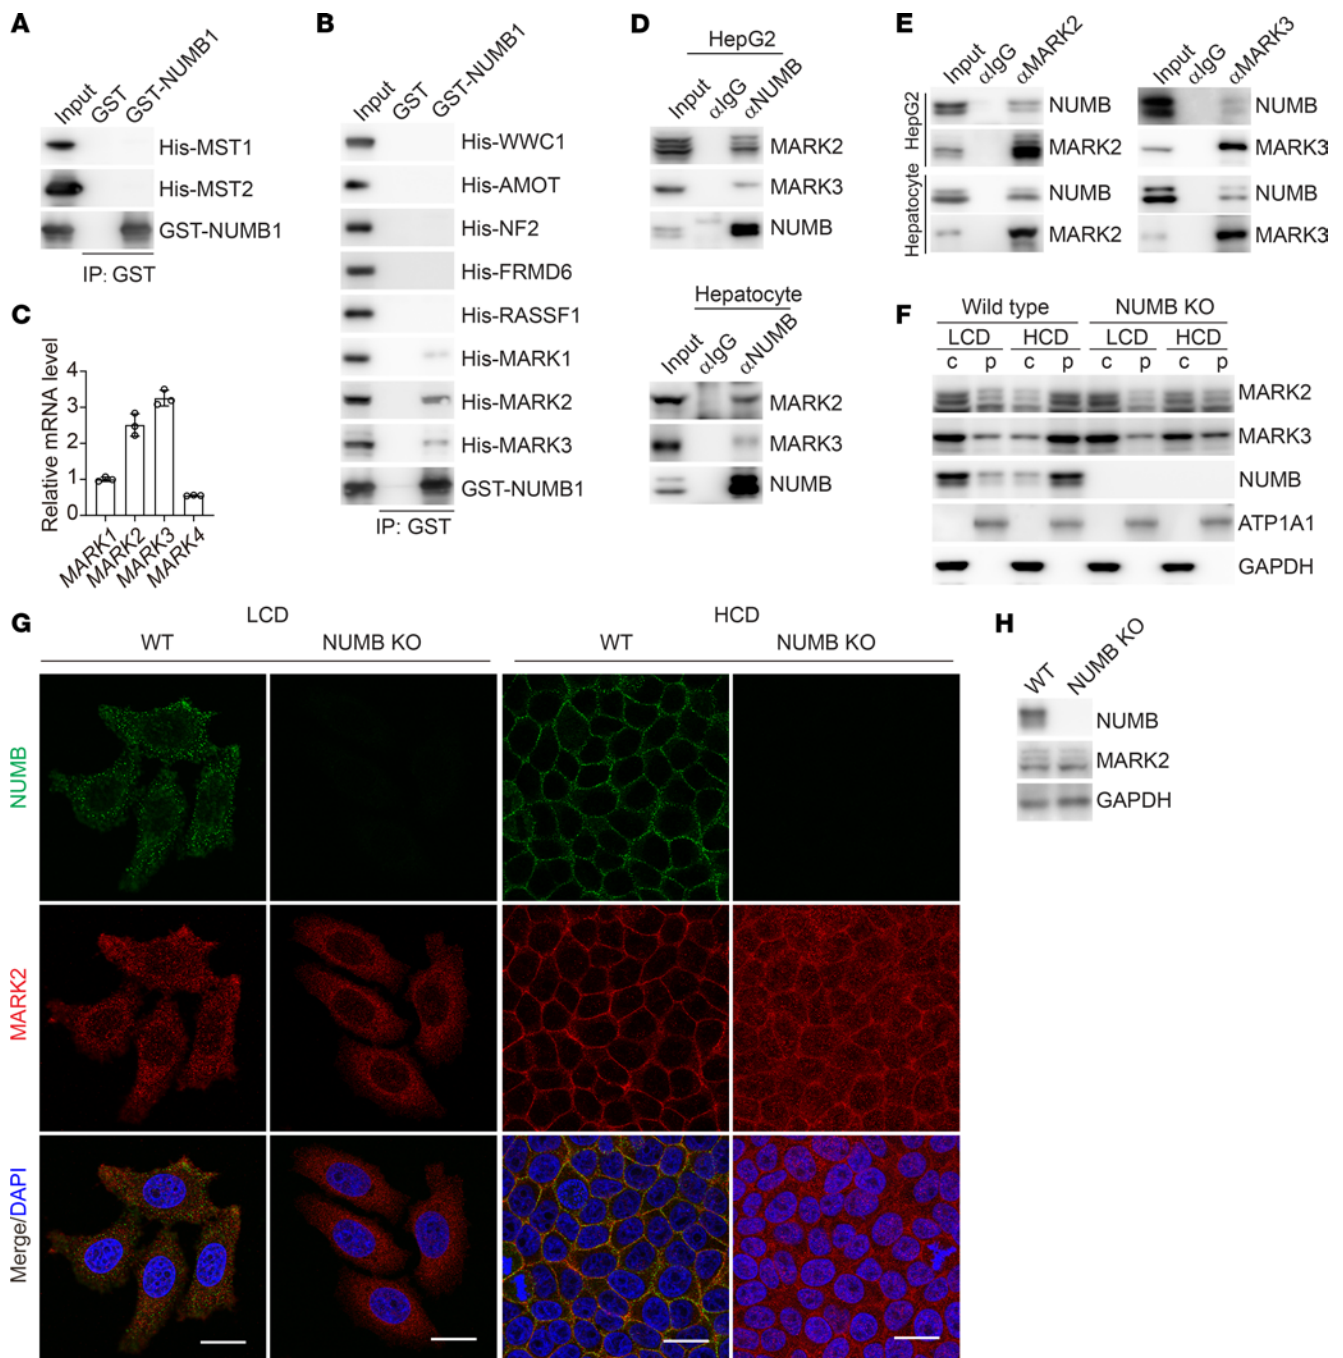 A
Input
GST
GST-NUMB1
His-MST1
His-MST2
GST-NUMB1
IP: GST
B
Input
GST
GST-NUMB1
His-WWC1
His-AMOT
His-NF2
His-FRMD6
His-RASSF1
His-MARK1
His-MARK2
His-MARK3
GST-NUMB1
IP: GST
C
Relative mRNA level
4
3
2
1
0
MARK1
MARK2
MARK3
MARK4
D
HepG2
Input
αIgG
αNUMB
MARK2
MARK3
NUMB
Hepatocyte
Input
αIgG
αNUMB
MARK2
MARK3
NUMB
E
Input
αIgG
αMARK2
HepG2
NUMB
MARK2
Hepatocyte
NUMB
MARK2
Input
αIgG
αMARK3
NUMB
MARK3
NUMB
MARK3
F
Wild type NUMB KO
LCD HCD LCD HCD
c p c p c p c p
MARK2
MARK3
NUMB
ATP1A1
GAPDH
G
LCD HCD
WT NUMB KO WT NUMB KO
NUMB
MARK2
Merge/DAPI
H
WT
NUMB KO
NUMB
MARK2
GAPDH